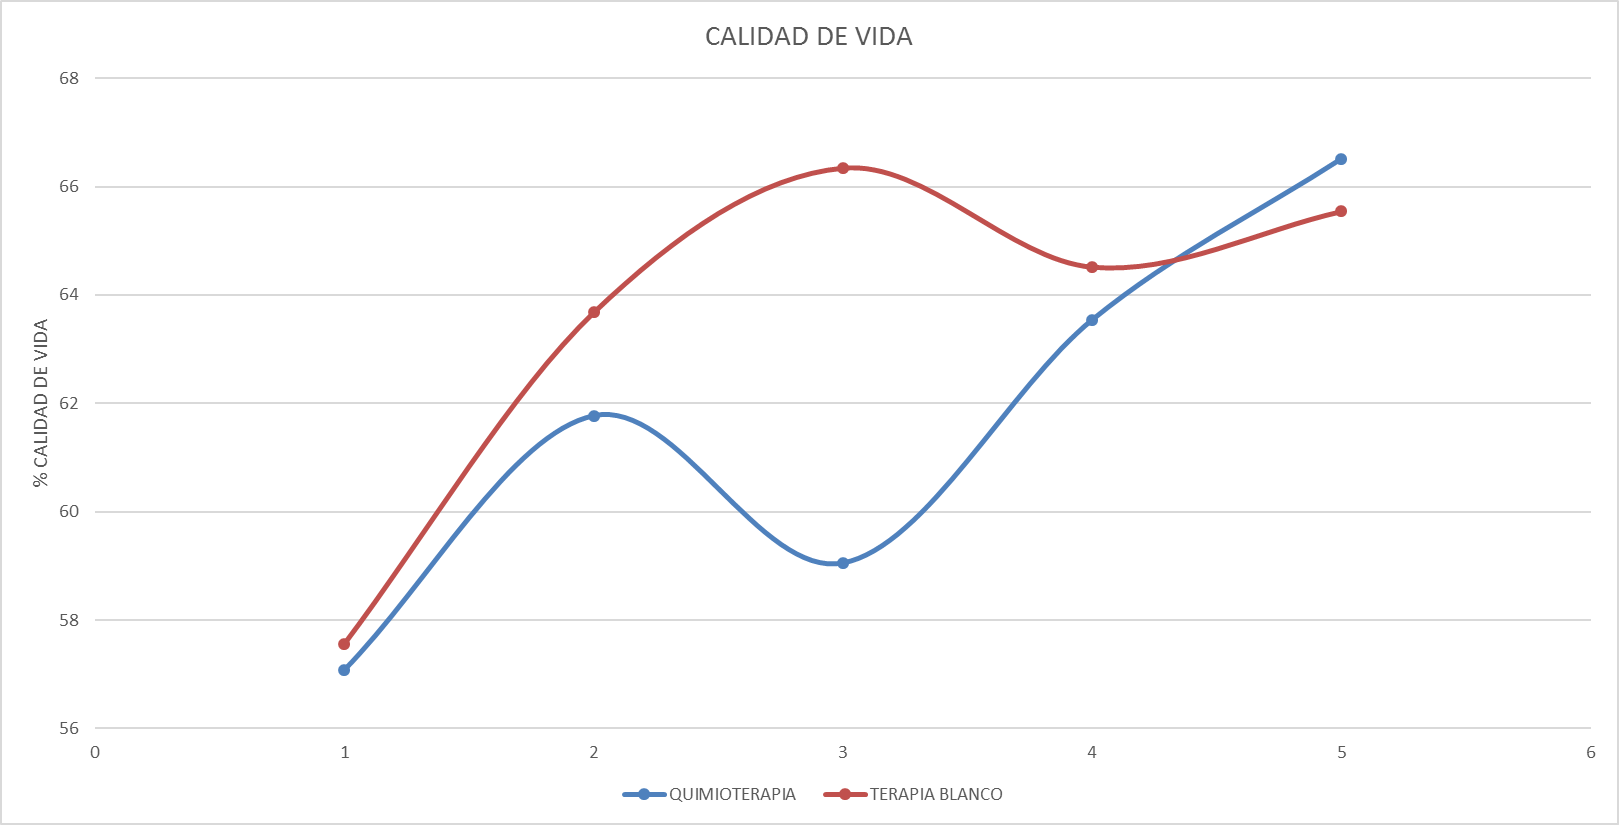 CALIDAD DE VIDA
68
66
64
62
60
58
56
% CALIDAD DE VIDA
0 1 2 3 4 5 6
QUIMIOTERAPIA TERAPIA BLANCO